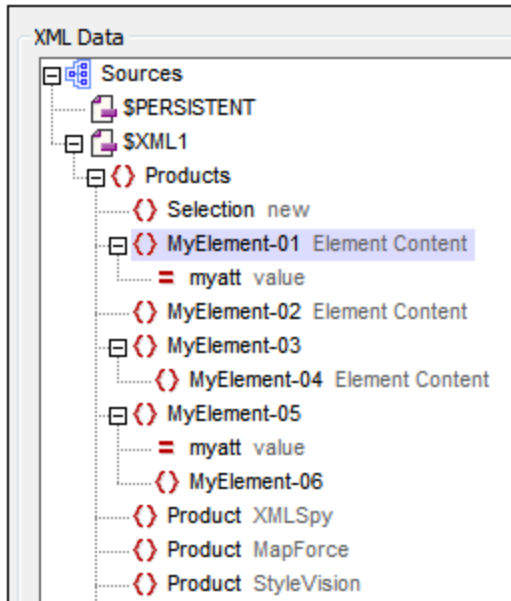 XML Data
Sources
$PERSISTENT
$XML1
Products
Selection new
MyElement-01 Element Content
myatt value
MyElement-02 Element Content
MyElement-03
MyElement-04 Element Content
MyElement-05
myatt value
MyElement-06
Product XMLSpy
Product MapForce
Product StyleVision